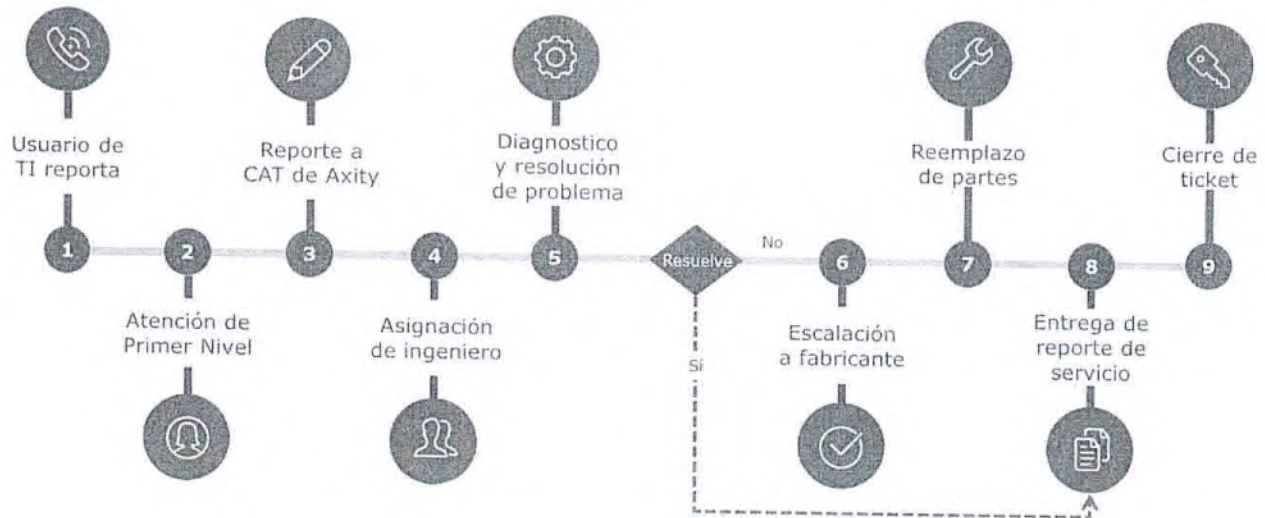 Usuario de
TI reporta
Reporte a
CAT de Axity
Diagnostico
y resolución
de problema
Reemplazo
de partes
Cierre de
ticket
1
2
3
4
5
Resuelve
No
6
7
8
9
Atención de
Primer Nivel
Asignación
de ingeniero
Si
Escalación
a fabricante
Entrega de
reporte de
servicio